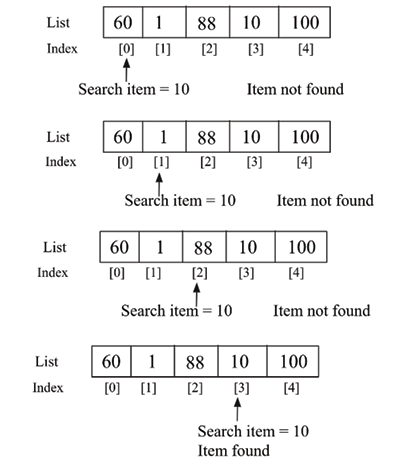 List 60 1 88 10 100
Index [0] [1] [2] [3] [4]
Search item = 10 Item not found
List 60 1 88 10 100
Index [0] [1] [2] [3] [4]
Search item = 10 Item not found
List 60 1 88 10 100
Index [0] [1] [2] [3] [4]
Search item = 10 Item not found
List 60 1 88 10 100
Index [0] [1] [2] [3] [4]
Search item = 10
Item found